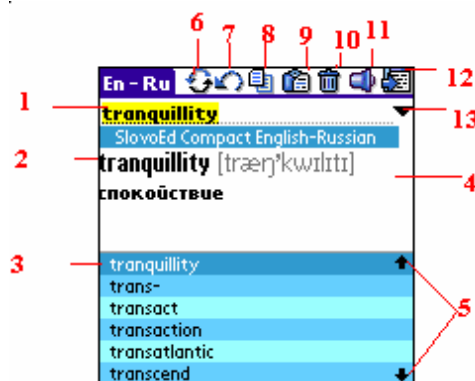 6 7 8 9 10 11
En - Ru
12
1 tranquillity 13
SlovoEd Compact English-Russian
2 tranquillity [træŋ'kwɪlɪtɪ] 4
спокойствие
3 tranquillity
trans-
transact 5
transaction
transatlantic
transcend